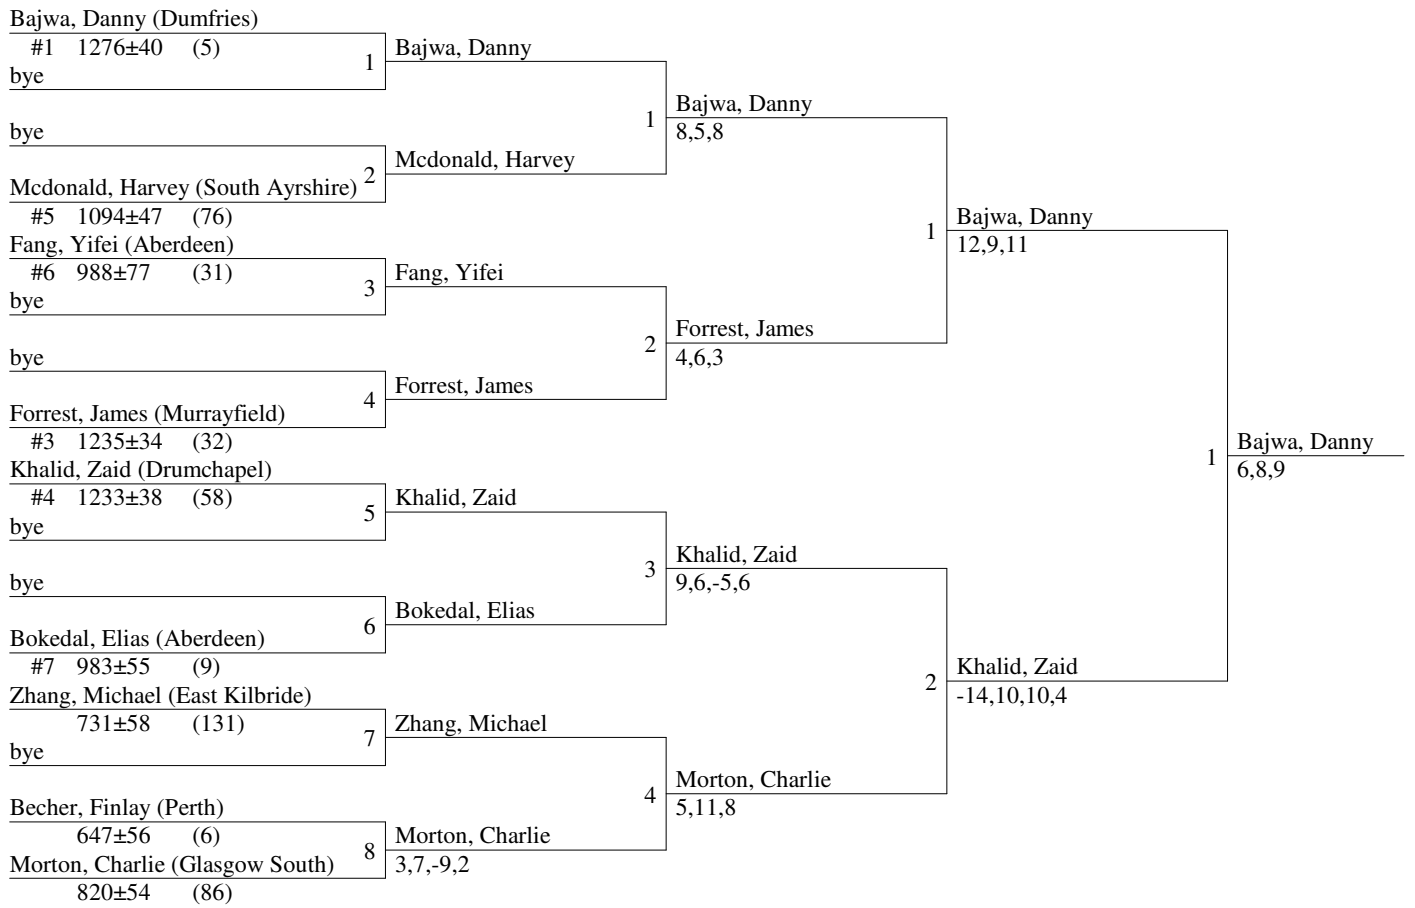 Bajwa, Danny (Dumfries)
#1 1276±40 (5)
bye
1
bye
Mcdonald, Harvey (South Ayrshire)
2
#5 1094±47 (76)
Fang, Yifei (Aberdeen)
#6 988±77 (31)
bye
3
bye
Forrest, James (Murrayfield)
4
#3 1235±34 (32)
Khalid, Zaid (Drumchapel)
#4 1233±38 (58)
bye
5
bye
Bokedal, Elias (Aberdeen)
6
#7 983±55 (9)
Zhang, Michael (East Kilbride)
731±58 (131)
bye
7
Becher, Finlay (Perth)
647±56 (6)
Morton, Charlie (Glasgow South)
8
820±54 (86)
Bajwa, Danny
1
Mcdonald, Harvey
Fang, Yifei
2
Forrest, James
Khalid, Zaid
3
Bokedal, Elias
Zhang, Michael
4
Morton, Charlie
3,7,-9,2
Bajwa, Danny
8,5,8
1
Forrest, James
4,6,3
Khalid, Zaid
9,6,-5,6
2
Morton, Charlie
5,11,8
Bajwa, Danny
12,9,11
1
Khalid, Zaid
-14,10,10,4
Bajwa, Danny
6,8,9